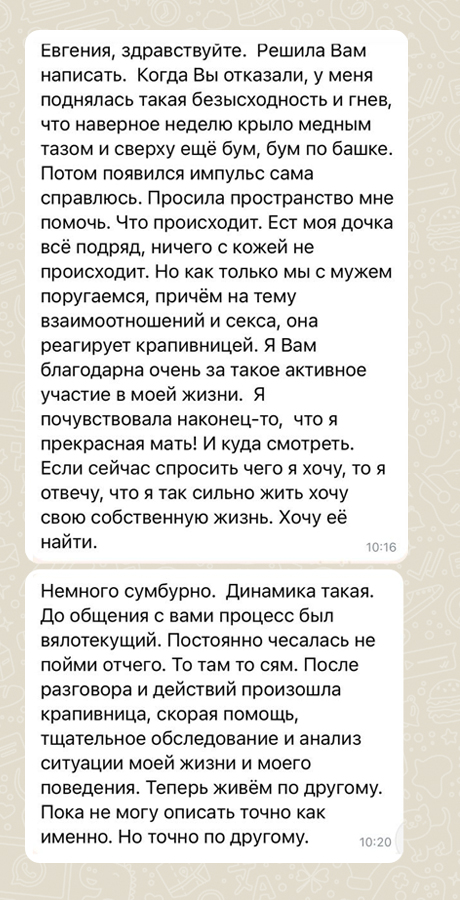 Евгения, здравствуйте.  Решила Вам
написать.  Когда Вы отказали, у меня
поднялась такая безысходность и гнев,
что наверное неделю крыло медным
тазом и сверху ещё бум, бум по башке.
Потом появился импульс сама
справлюсь. Просила пространство мне
помочь. Что происходит. Ест моя дочка
всё подряд, ничего с кожей не
происходит. Но как только мы с мужем
поругаемся, причём на тему
взаимоотношений и секса, она
реагирует крапивницей. Я Вам
благодарна очень за такое активное
участие в моей жизни.  Я
почувствовала наконец-то,  что я
прекрасная мать! И куда смотреть.
Если сейчас спросить чего я хочу, то я
отвечу, что я так сильно жить хочу
свою собственную жизнь. Хочу её
найти.
10:16
Немного сумбурно.  Динамика такая.
До общения с вами процесс был
вялотекущий. Постоянно чесалась не
пойми отчего. То там то сям. После
разговора и действий произошла
крапивница, скорая помощь,
тщательное обследование и анализ
ситуации моей жизни и моего
поведения. Теперь живём по другому.
Пока не могу описать точно как
именно. Но точно по другому.
10:20